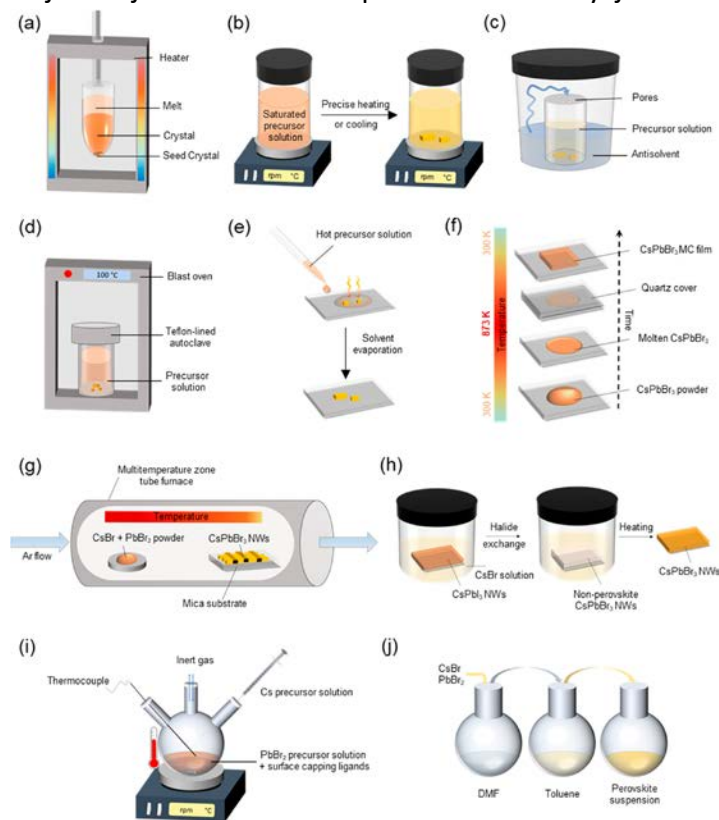 (a)
Heater
Melt
Crystal
Seed Crystal
(b)
Saturated
precursor
solution
Precise heating
or cooling
rpm °C
rpm °C
(c)
Pores
Precursor solution
Antisolvent
(d)
100 °C
Blast oven
Teflon-lined
autoclave
Precursor
solution
(e)
Hot precursor solution
Solvent
evaporation
(f)
300 K
873 K
Temperature
300 K
CsPbBr₃ MC film
Quartz cover
Molten CsPbBr₃
CsPbBr₃ powder
Time
(g)
Multitemperature zone
tube furnace
Temperature
CsBr + PbBr₂ powder
CsPbBr₃ NWs
Ar flow
Mica substrate
(h)
Halide
exchange
Heating
CsBr solution
CsPbI₃ NWs
Non-perovskite
CsPbBr₃ NWs
CsPbBr₃ NWs
(i)
Inert gas
Thermocouple
Cs precursor solution
PbBr₂ precursor solution
+ surface capping ligands
rpm °C
(j)
CsBr
PbBr₂
DMF
Toluene
Perovskite
suspension